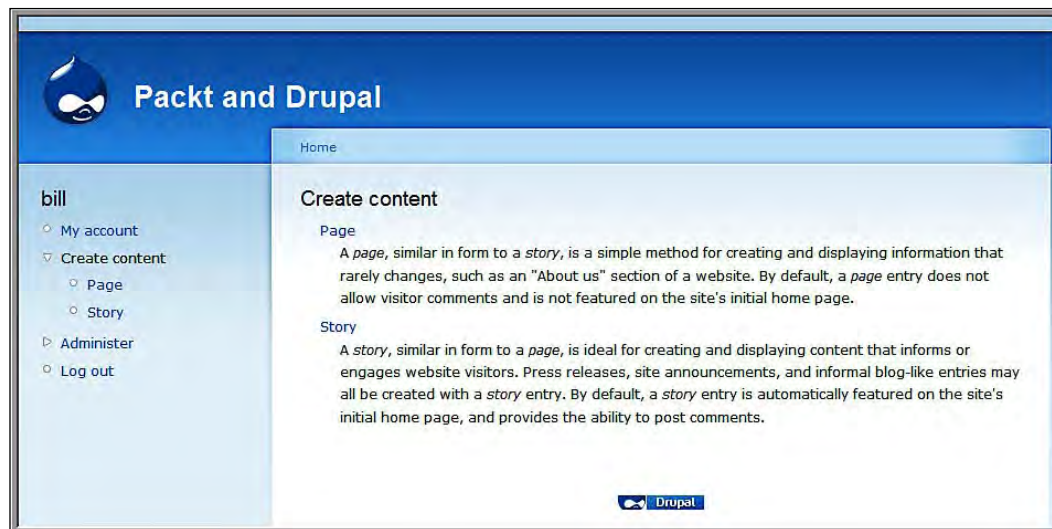 Packt and Drupal
Home
bill
My account
Create content
Page
Story
Administer
Log out
Create content
Page
A page, similar in form to a story, is a simple method for creating and displaying information that
rarely changes, such as an "About us" section of a website. By default, a page entry does not
allow visitor comments and is not featured on the site's initial home page.
Story
A story, similar in form to a page, is ideal for creating and displaying content that informs or
engages website visitors. Press releases, site announcements, and informal blog-like entries may
all be created with a story entry. By default, a story entry is automatically featured on the site's
initial home page, and provides the ability to post comments.
Drupal